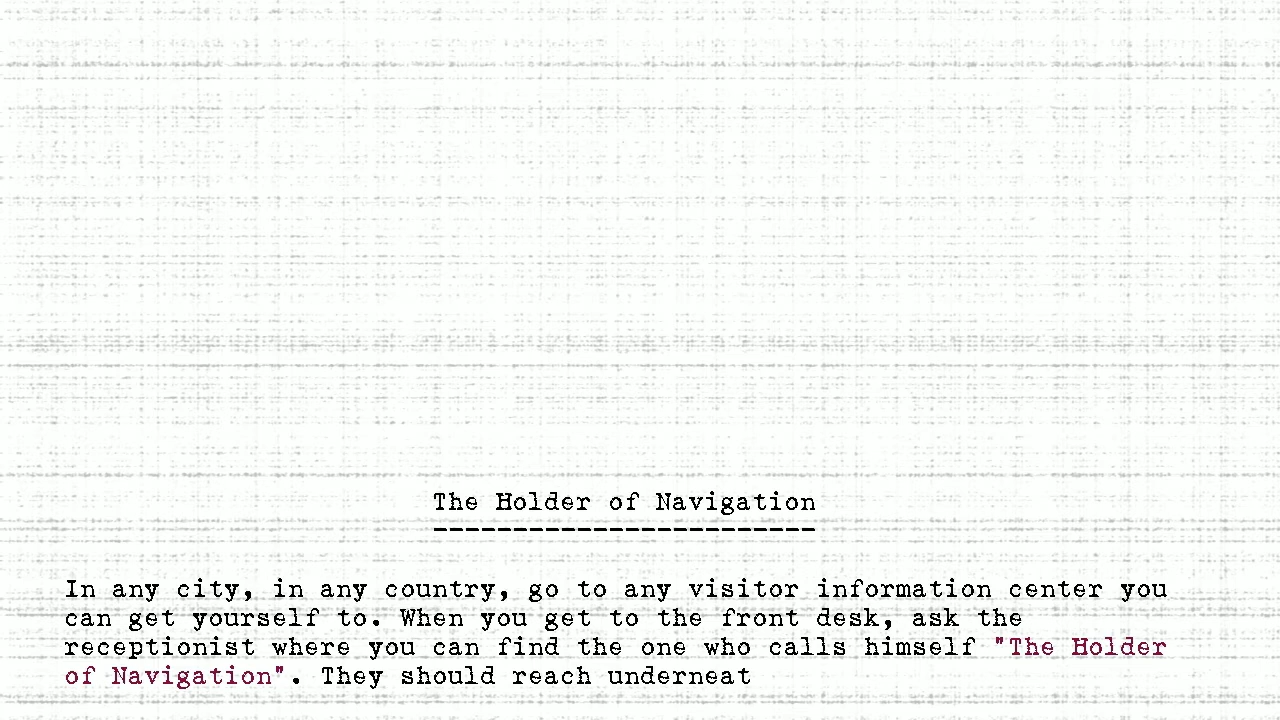 The Holder of Navigation
------------------------
In any city, in any country, go to any visitor information center you
can get yourself to. When you get to the front desk, ask the
receptionist where you can find the one who calls himself "The Holder
of Navigation". They should reach underneat